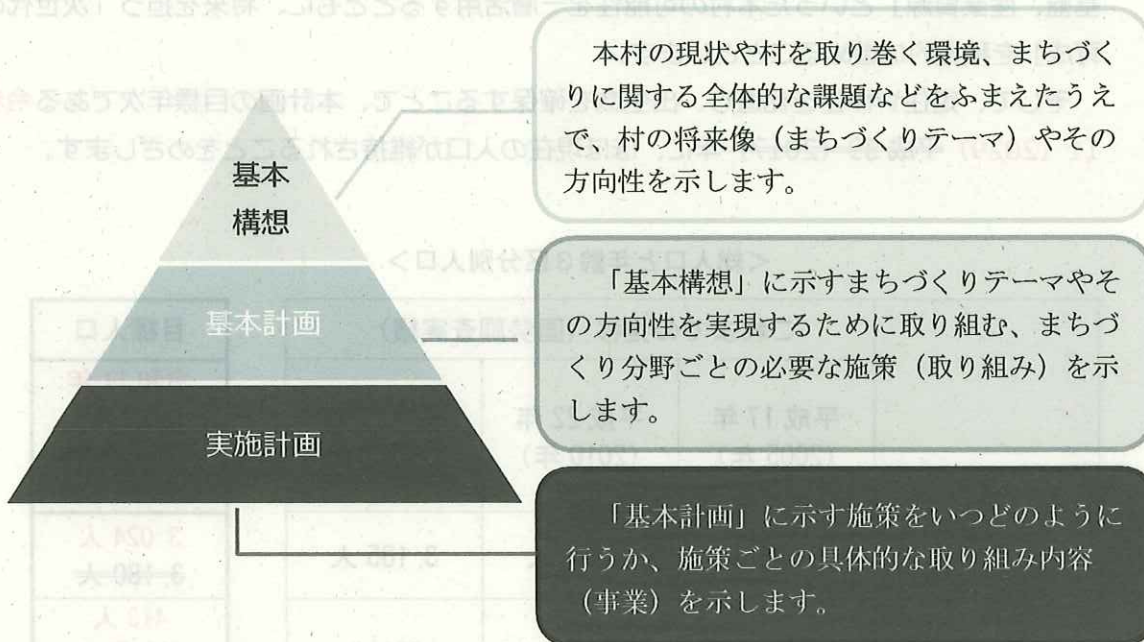 基本
構想
基本計画
実施計画
本村の現状や村を取り巻く環境、まちづく
りに関する全体的な課題などをふまえたうえ
で、村の将来像（まちづくりテーマ）やその
方向性を示します。
「基本構想」に示すまちづくりテーマやそ
の方向性を実現するために取り組む、まちづ
くり分野ごとの必要な施策（取り組み）を示
します。
「基本計画」に示す施策をいつどのように
行うか、施策ごとの具体的な取り組み内容
（事業）を示します。